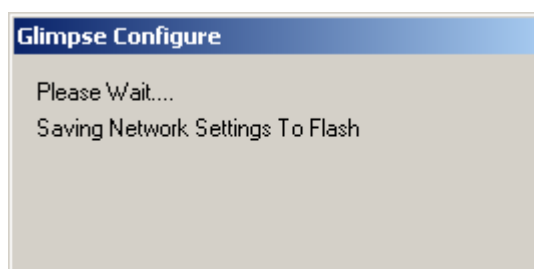 Glimpse Configure
Please Wait....
Saving Network Settings To Flash